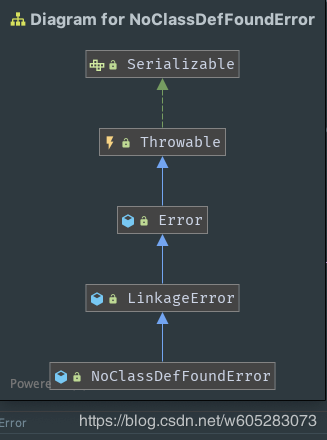 Diagram for NoClassDefFoundError
Serializable
Throwable
Error
LinkageError
NoClassDefFoundError
Powere
Error
https://blog.csdn.net/w605283073